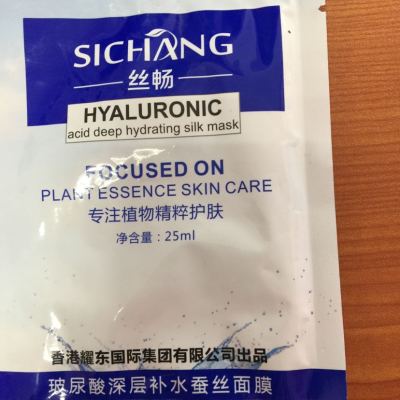 SICHANG
丝畅
HYALURONIC
acid deep hydrating silk mask
FOCUSED ON
PLANT ESSENCE SKIN CARE
专注植物精粹护肤
净含量：25ml
香港耀东国际集团有限公司出品
玻尿酸深层补水蚕丝面膜